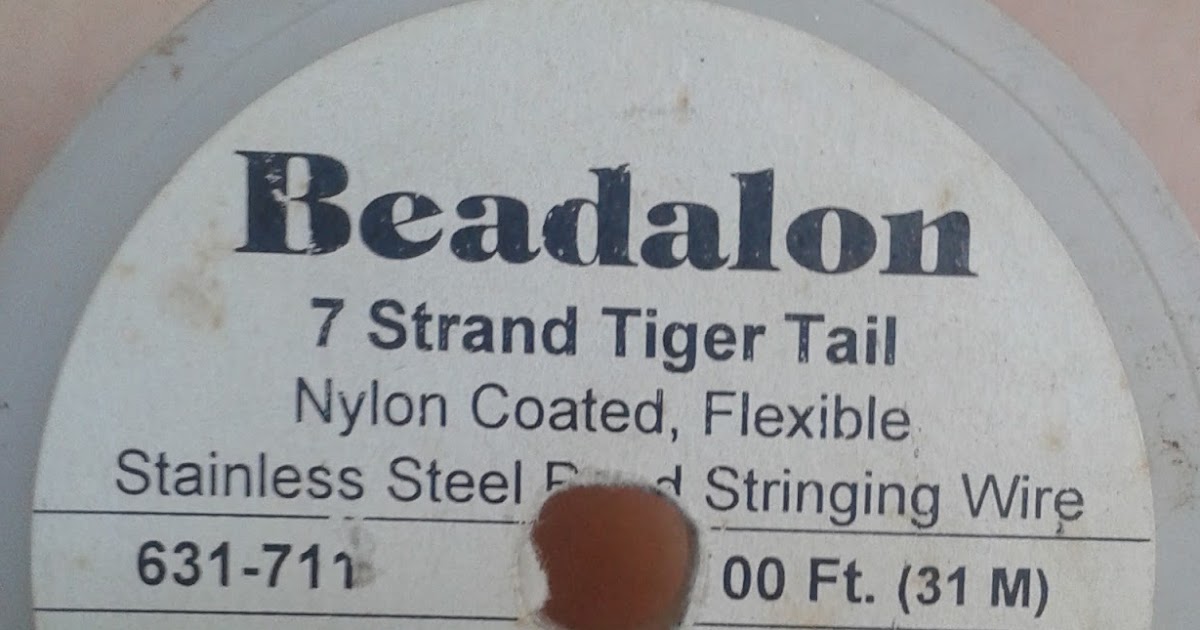 Beadalon
7 Strand Tiger Tail
Nylon Coated, Flexible
Stainless Steel Stringing Wire
631-711 00 Ft. (31 M)